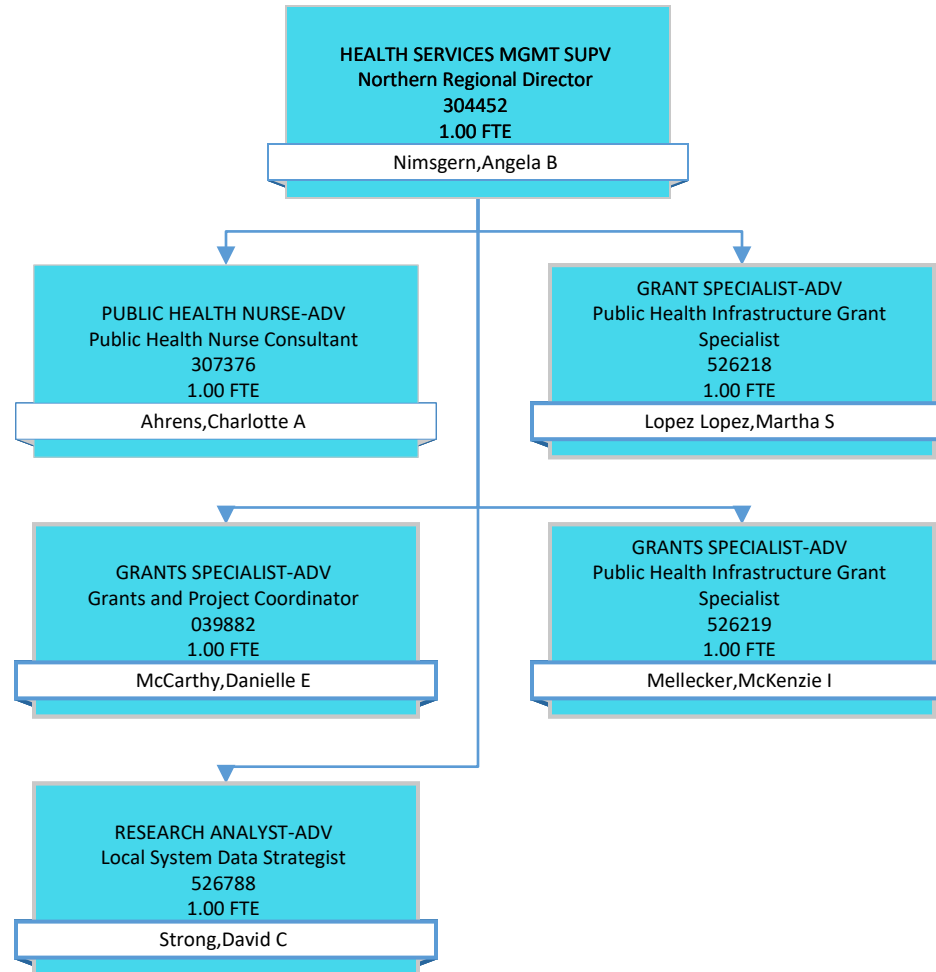 HEALTH SERVICES MGMT SUPV
Northern Regional Director
304452
1.00 FTE
Nimsgern,Angela B
PUBLIC HEALTH NURSE-ADV
Public Health Nurse Consultant
307376
1.00 FTE
Ahrens,Charlotte A
GRANT SPECIALIST-ADV
Public Health Infrastructure Grant
Specialist
526218
1.00 FTE
Lopez Lopez,Martha S
GRANTS SPECIALIST-ADV
Grants and Project Coordinator
039882
1.00 FTE
McCarthy,Danielle E
GRANTS SPECIALIST-ADV
Public Health Infrastructure Grant
Specialist
526219
1.00 FTE
Mellecker,McKenzie I
RESEARCH ANALYST-ADV
Local System Data Strategist
526788
1.00 FTE
Strong,David C